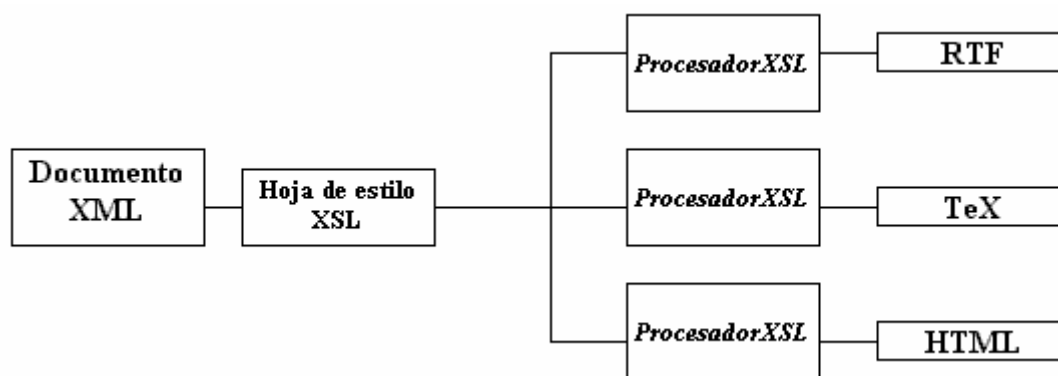 Documento
XML
Hoja de estilo
XSL
ProcesadorXSL
RTF
ProcesadorXSL
TeX
ProcesadorXSL
HTML